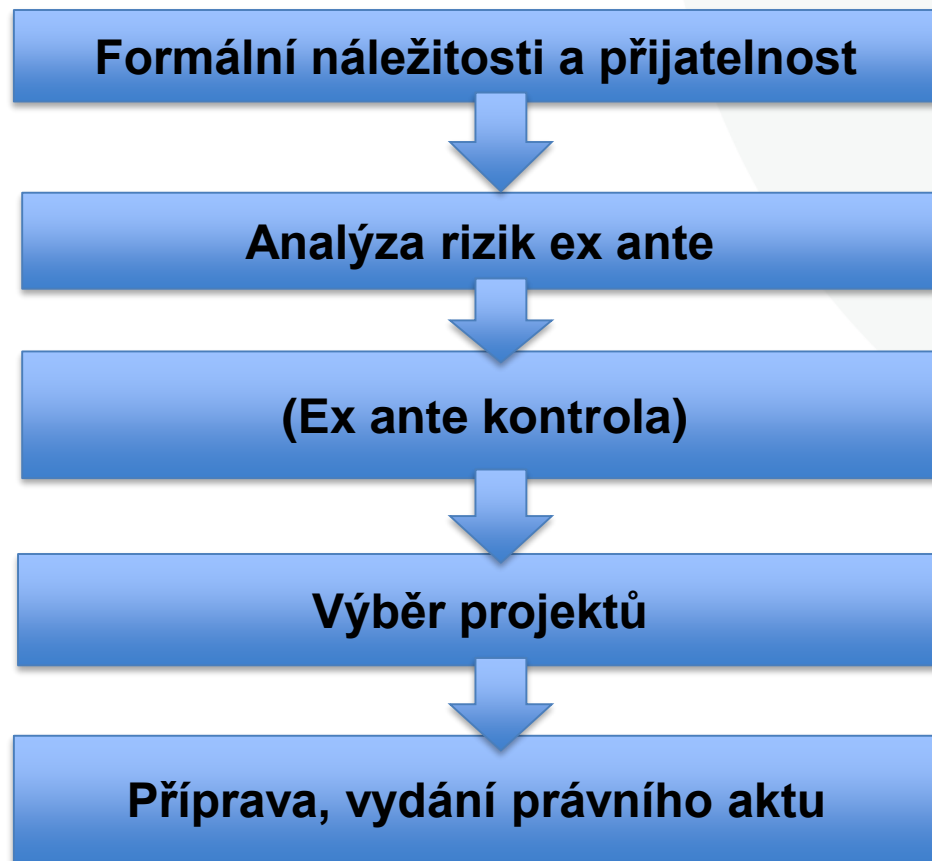 Formální náležitosti a přijatelnost
Analýza rizik ex ante
(Ex ante kontrola)
Výběr projektů
Příprava, vydání právního aktu